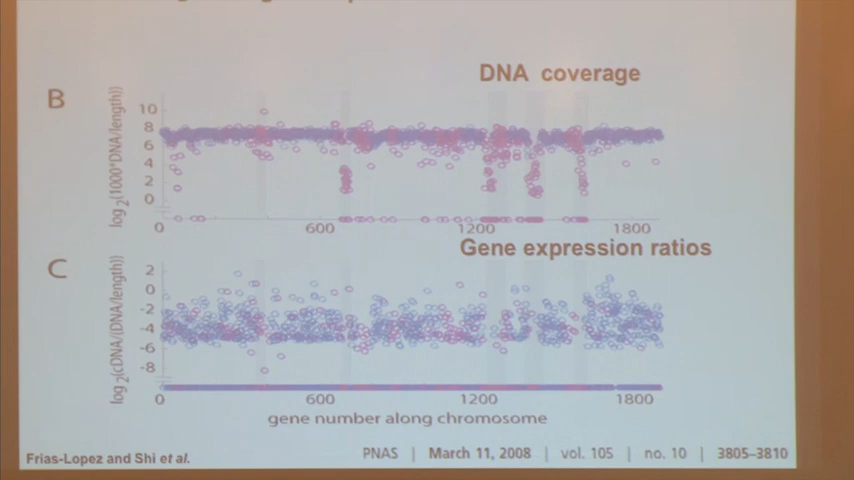 DNA coverage
B
log2(1000*DNA/length))
10
8
6
4
2
0
0 600 1200 1800
Gene expression ratios
C
log2(cDNA/(DNA/length))
2
0
-2
-4
-6
-8
0 600 1200 1800
gene number along chromosome
Frias-Lopez and Shi et al.
PNAS | March 11, 2008 | vol. 105 | no. 10 | 3805–3810